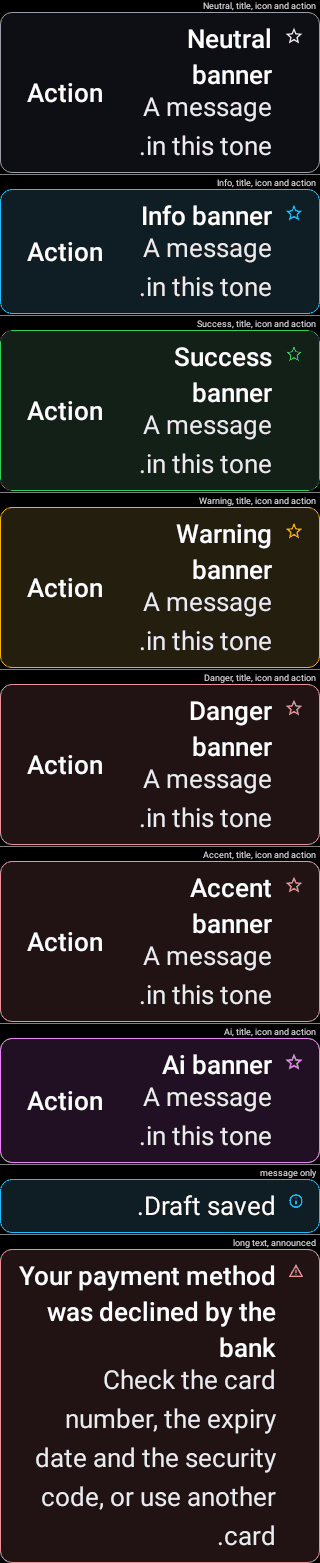 Neutral, title, icon and action
Neutral
banner
A message
.in this tone
Action
Info, title, icon and action
Info banner
A message
.in this tone
Action
Success, title, icon and action
Success
banner
A message
.in this tone
Action
Warning, title, icon and action
Warning
banner
A message
.in this tone
Action
Danger, title, icon and action
Danger
banner
A message
.in this tone
Action
Accent, title, icon and action
Accent
banner
A message
.in this tone
Action
Ai, title, icon and action
Ai banner
A message
.in this tone
Action
message only
.Draft saved
long text, announced
Your payment method
was declined by the
bank
Check the card
number, the expiry
date and the security
code, or use another
.card